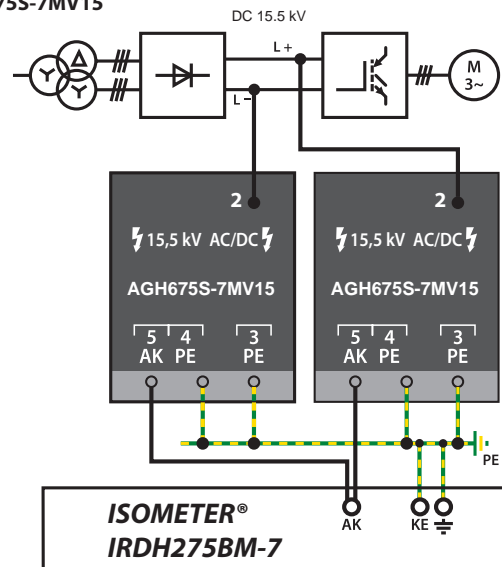 75S-7MV15
DC 15.5 kV
L+
L-
Y Δ Y
M
3~
2
15,5 kV AC/DC
AGH675S-7MV15
5 4 3
AK PE PE
2
15,5 kV AC/DC
AGH675S-7MV15
5 4 3
AK PE PE
PE
AK KE
ISOMETER®
IRDH275BM-7